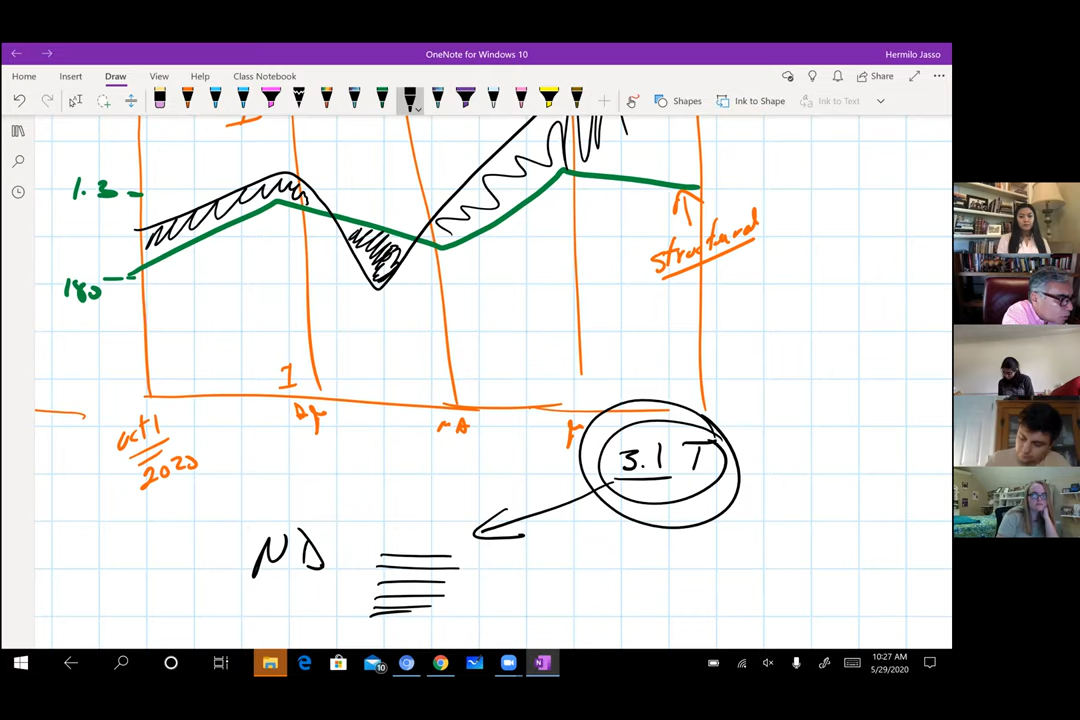 OneNote for Windows 10
Hermilo Jasso
Home Insert Draw View Help Class Notebook
Share
Shapes
Ink to Shape
Ink to Text
1.3
180
structural
1
oct 1
2020
3.1 T
ND
10
10:27 AM
5/29/2020